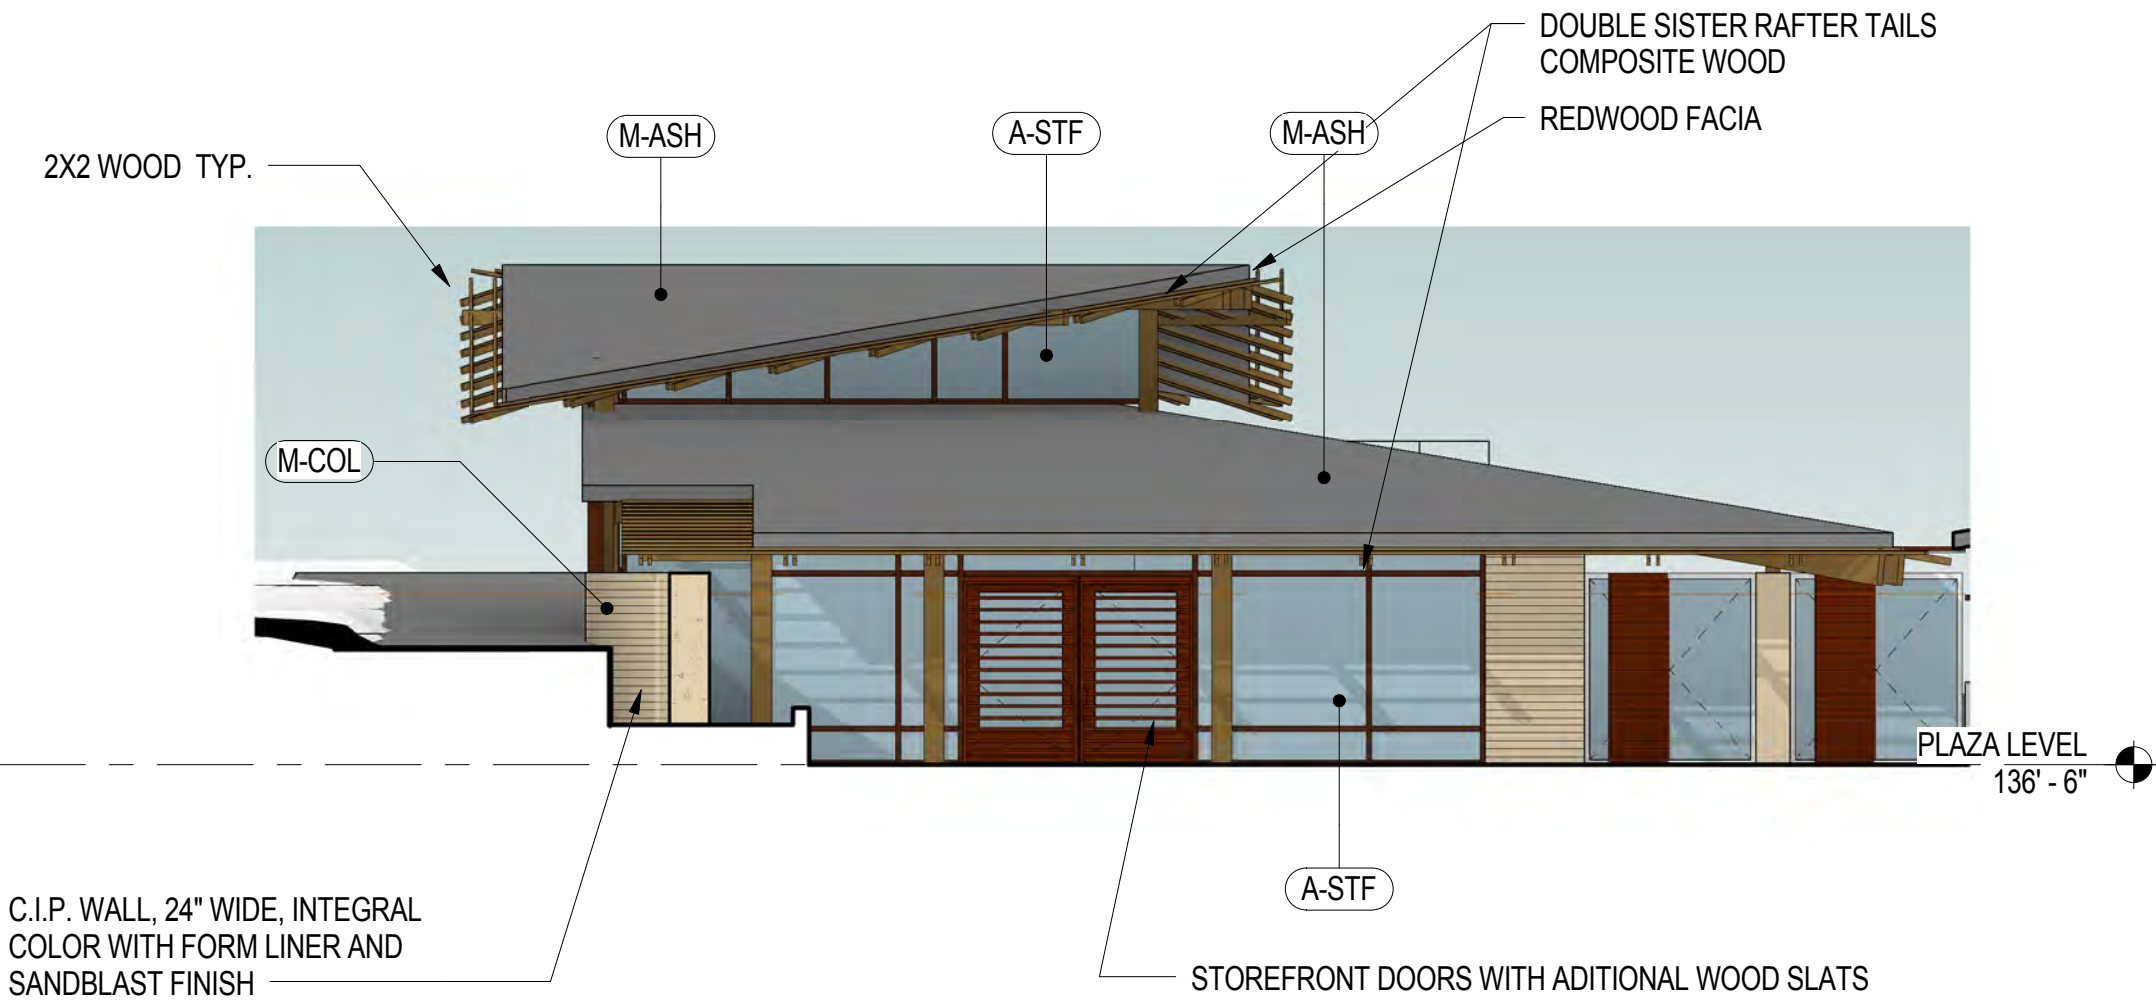 DOUBLE SISTER RAFTER TAILS
COMPOSITE WOOD
REDWOOD FACIA
M-ASH
A-STF
M-ASH
2X2 WOOD TYP.
M-COL
PLAZA LEVEL
136' - 6"
A-STF
C.I.P. WALL, 24" WIDE, INTEGRAL
COLOR WITH FORM LINER AND
SANDBLAST FINISH
STOREFRONT DOORS WITH ADITIONAL WOOD SLATS